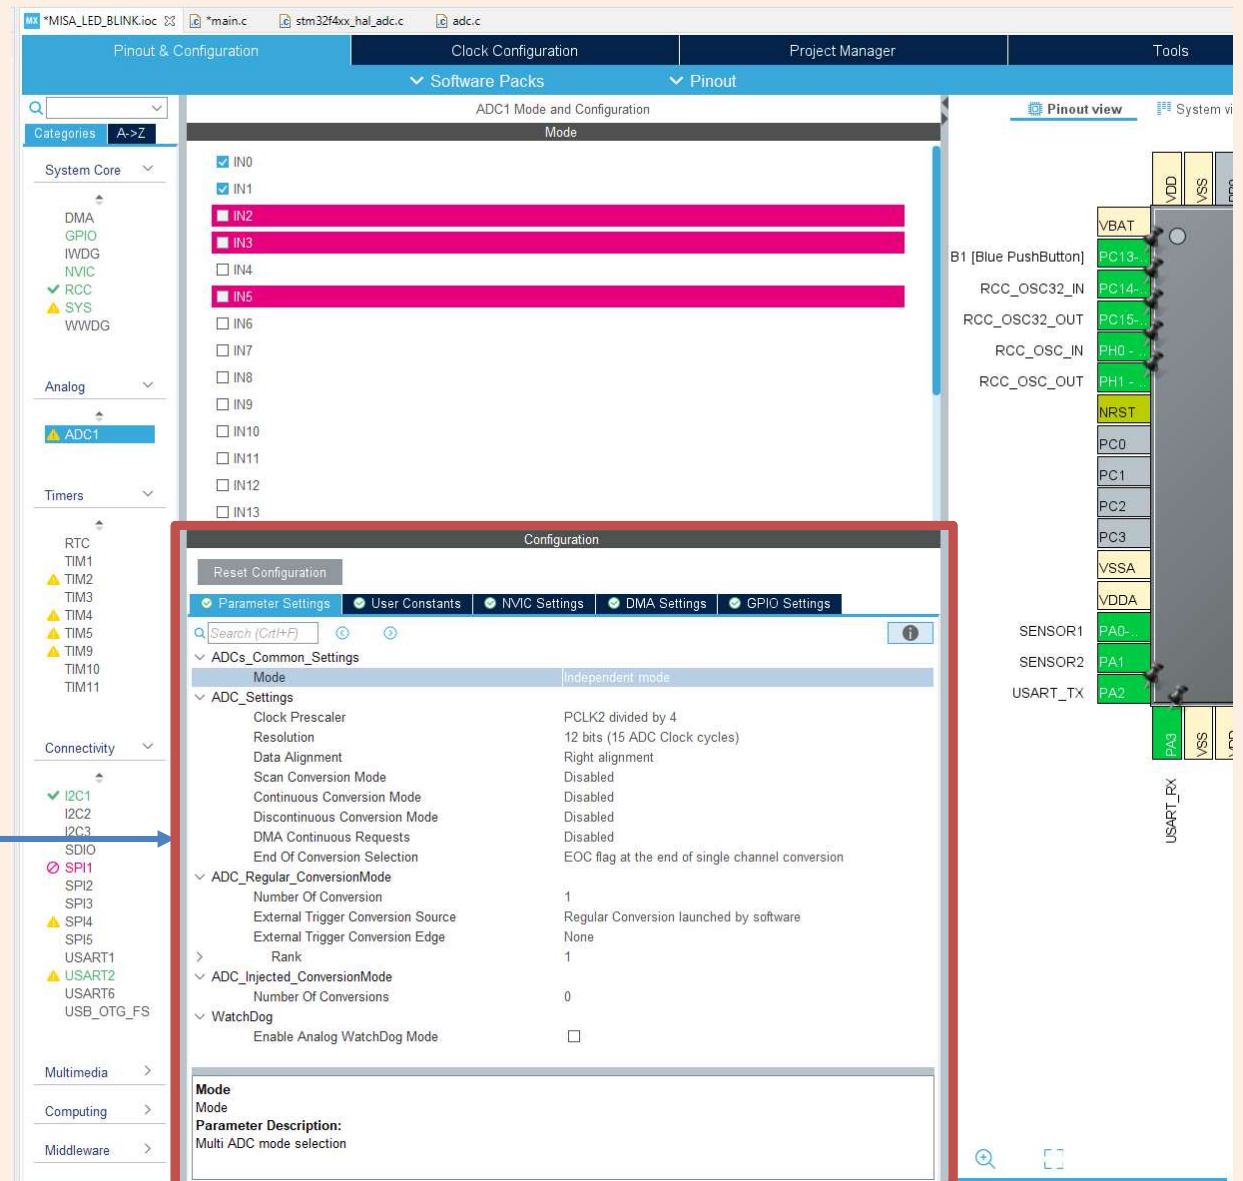 *MISA_LED_BLINK.ioc
*main.c
stm32f4xx_hal_adc.c
adc.c
Pinout & Configuration
Clock Configuration
Project Manager
Tools
Software Packs
Pinout
Categories
A->Z
System Core
DMA
GPIO
IWDG
NVIC
RCC
SYS
WWDG
Analog
ADC1
Timers
RTC
TIM1
TIM2
TIM3
TIM4
TIM5
TIM9
TIM10
TIM11
Connectivity
I2C1
I2C2
I2C3
SDIO
SPI1
SPI2
SPI3
SPI4
SPI5
USART1
USART2
USART6
USB_OTG_FS
Multimedia
Computing
Middleware
ADC1 Mode and Configuration
Mode
IN0
IN1
IN2
IN3
IN4
IN5
IN6
IN7
IN8
IN9
IN10
IN11
IN12
IN13
Configuration
Reset Configuration
Parameter Settings
User Constants
NVIC Settings
DMA Settings
GPIO Settings
Search (Crtl+F)
ADCs_Common_Settings
Mode Independent mode
ADC_Settings
Clock Prescaler PCLK2 divided by 4
Resolution 12 bits (15 ADC Clock cycles)
Data Alignment Right alignment
Scan Conversion Mode Disabled
Continuous Conversion Mode Disabled
Discontinuous Conversion Mode Disabled
DMA Continuous Requests Disabled
End Of Conversion Selection EOC flag at the end of single channel conversion
ADC_Regular_ConversionMode
Number Of Conversion 1
External Trigger Conversion Source Regular Conversion launched by software
External Trigger Conversion Edge None
Rank 1
ADC_Injected_ConversionMode
Number Of Conversions 0
WatchDog
Enable Analog WatchDog Mode
Mode
Mode
Parameter Description:
Multi ADC mode selection
Pinout view
System vi
VDD
VSS
VBAT
B1 [Blue PushButton] PC13-..
RCC_OSC32_IN PC14-..
RCC_OSC32_OUT PC15-..
RCC_OSC_IN PH0 - ..
RCC_OSC_OUT PH1 - ..
NRST
PC0
PC1
PC2
PC3
VSSA
VDDA
SENSOR1 PA0-..
SENSOR2 PA1
USART_TX PA2
PA3
VSS
USART_RX